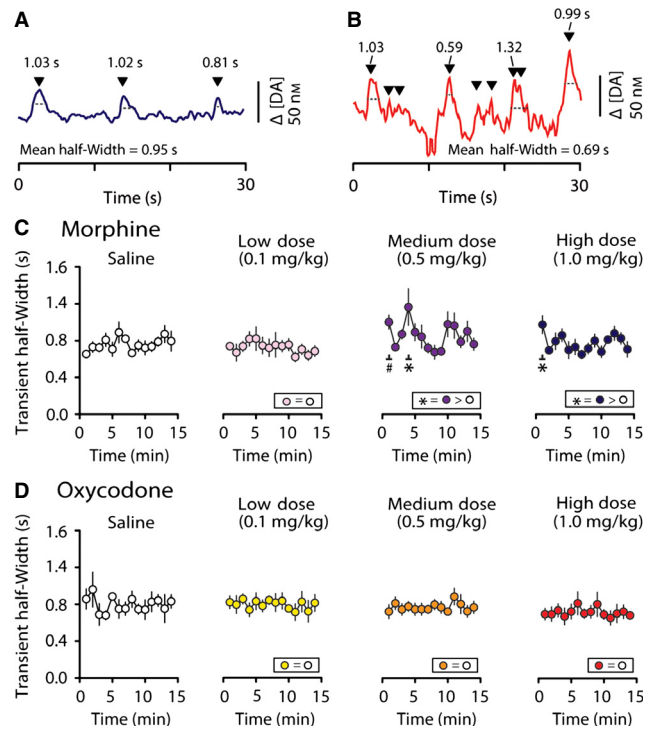 A
1.03 s
1.02 s
0.81 s
Δ [DA]
50 nM
Mean half-Width = 0.95 s
0
30
Time (s)
B
0.99 s
1.03
0.59
1.32
Δ [DA]
50 nM
Mean half-Width = 0.69 s
0
30
Time (s)
C
Morphine
Saline
Low dose
(0.1 mg/kg)
Medium dose
(0.5 mg/kg)
High dose
(1.0 mg/kg)
Transient half-Width (s)
1.6
1.4
0.8
0.4
0.0
#
*
*
=
* = >
* = >
0 5 10 15
0 5 10 15
0 5 10 15
0 5 10 15
Time (min)
Time (min)
Time (min)
Time (min)
D
Oxycodone
Saline
Low dose
(0.1 mg/kg)
Medium dose
(0.5 mg/kg)
High dose
(1.0 mg/kg)
Transient half-Width (s)
1.6
1.4
0.8
0.4
0.0
=
=
=
0 5 10 15
0 5 10 15
0 5 10 15
0 5 10 15
Time (min)
Time (min)
Time (min)
Time (min)